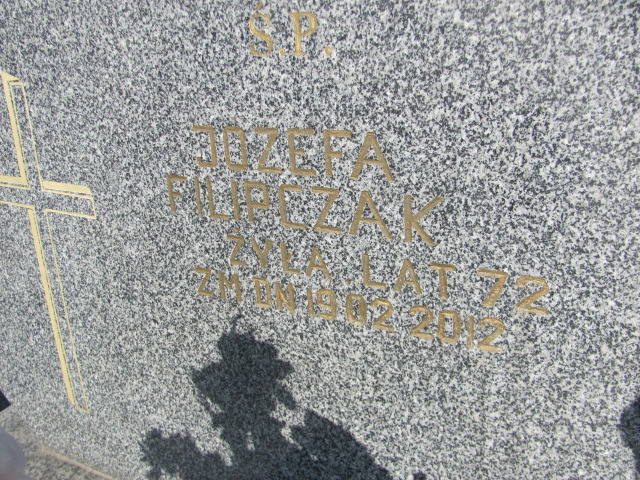 Ś.P.
JÓZEFA
FILIPCZAK
ŻYŁA LAT 72
ZM DN 19 02 2012